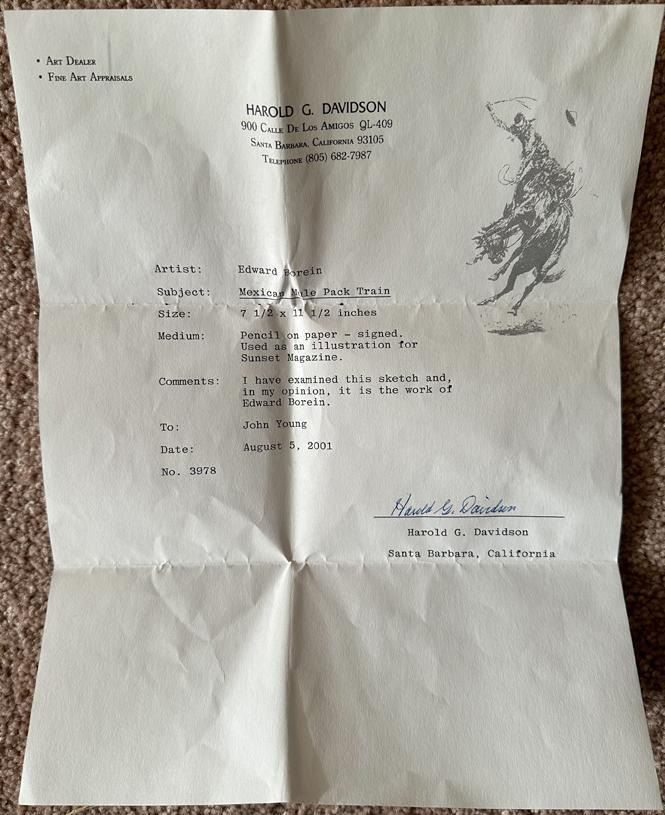 • Art Dealer
• Fine Art Appraisals
HAROLD G. DAVIDSON
900 Calle De Los Amigos QL-409
Santa Barbara, California 93105
Telephone (805) 682-7987
Artist: Edward Borein
Subject: Mexican Mule Pack Train
Size: 7 1/2 x 11 1/2 inches
Medium: Pencil on paper - signed.
Used as an illustration for
Sunset Magazine.
Comments: I have examined this sketch and,
in my opinion, it is the work of
Edward Borein.
To: John Young
Date: August 5, 2001
No. 3978
Harold G. Davidson
Harold G. Davidson
Santa Barbara, California